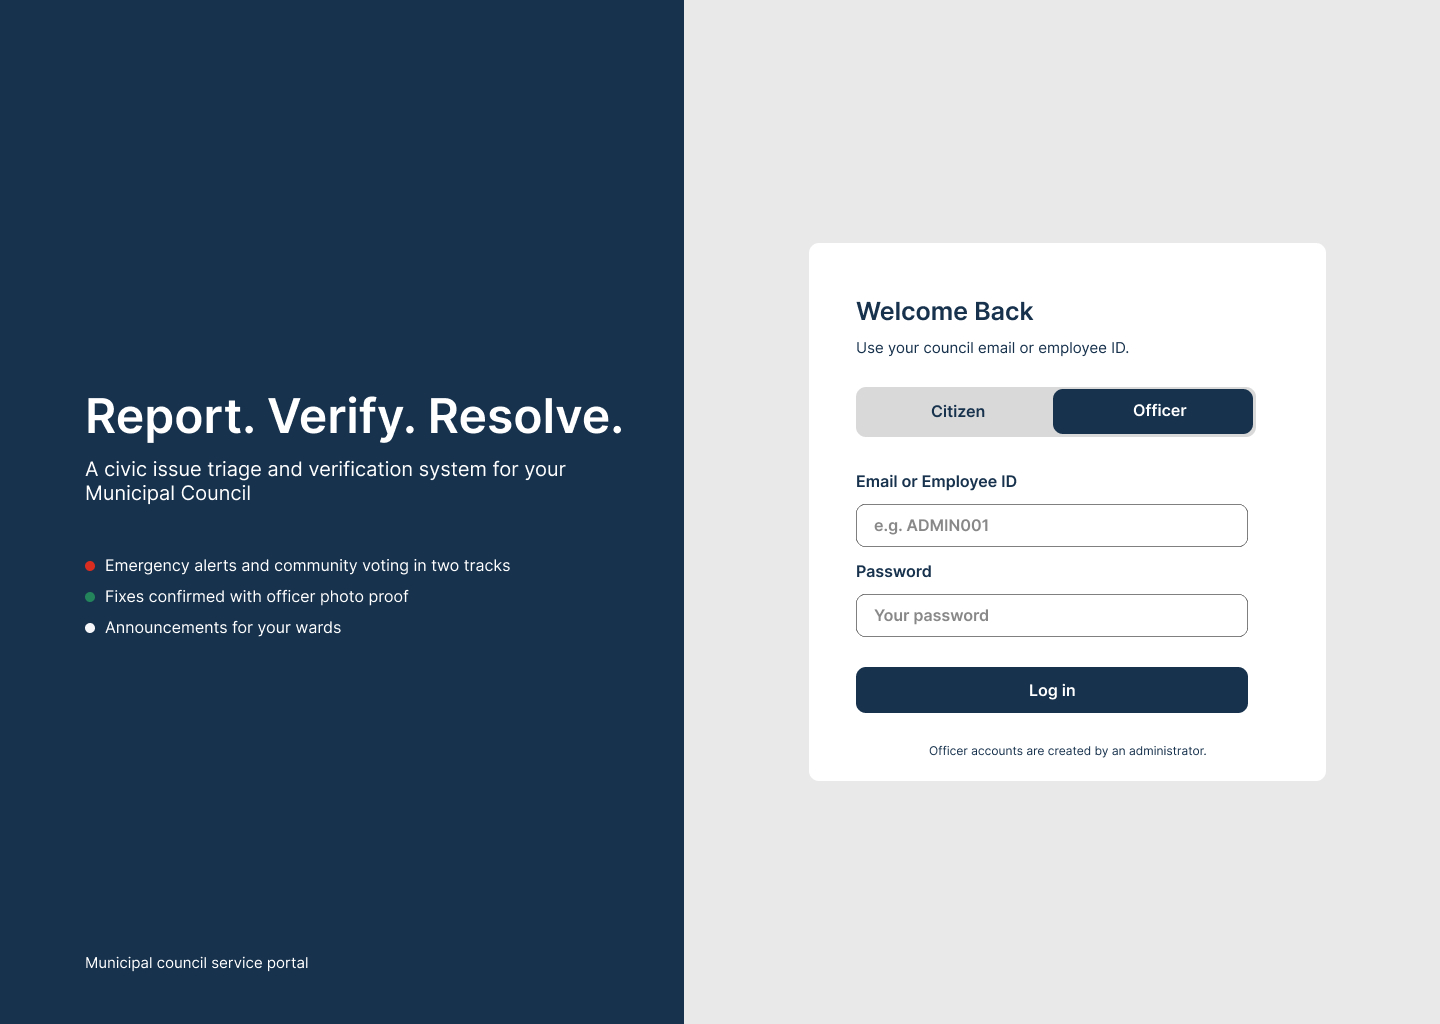 Report. Verify. Resolve.
A civic issue triage and verification system for your
Municipal Council
Emergency alerts and community voting in two tracks
Fixes confirmed with officer photo proof
Announcements for your wards
Municipal council service portal
Welcome Back
Use your council email or employee ID.
Citizen
Officer
Email or Employee ID
e.g. ADMIN001
Password
Your password
Log in
Officer accounts are created by an administrator.